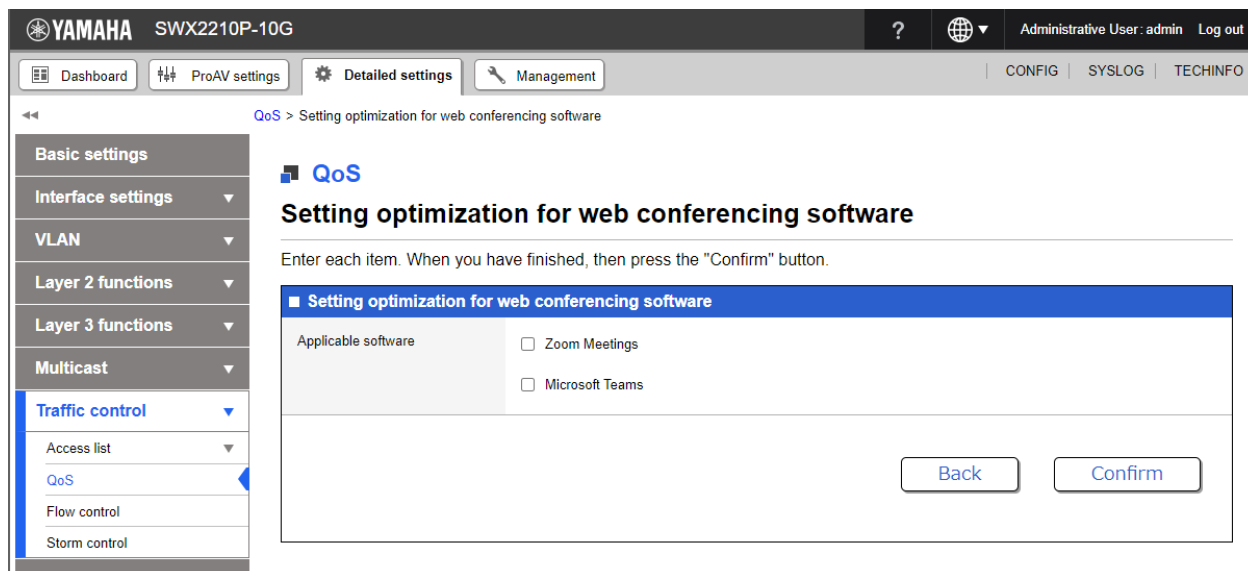 YAMAHA SWX2210P-10G ? Administrative User: admin Log out
Dashboard ProAV settings Detailed settings Management CONFIG SYSLOG TECHINFO
QoS > Setting optimization for web conferencing software
Basic settings
Interface settings
VLAN
Layer 2 functions
Layer 3 functions
Multicast
Traffic control
Access list
QoS
Flow control
Storm control
QoS
Setting optimization for web conferencing software
Enter each item. When you have finished, then press the "Confirm" button.
Setting optimization for web conferencing software
Applicable software
Zoom Meetings
Microsoft Teams
Back Confirm